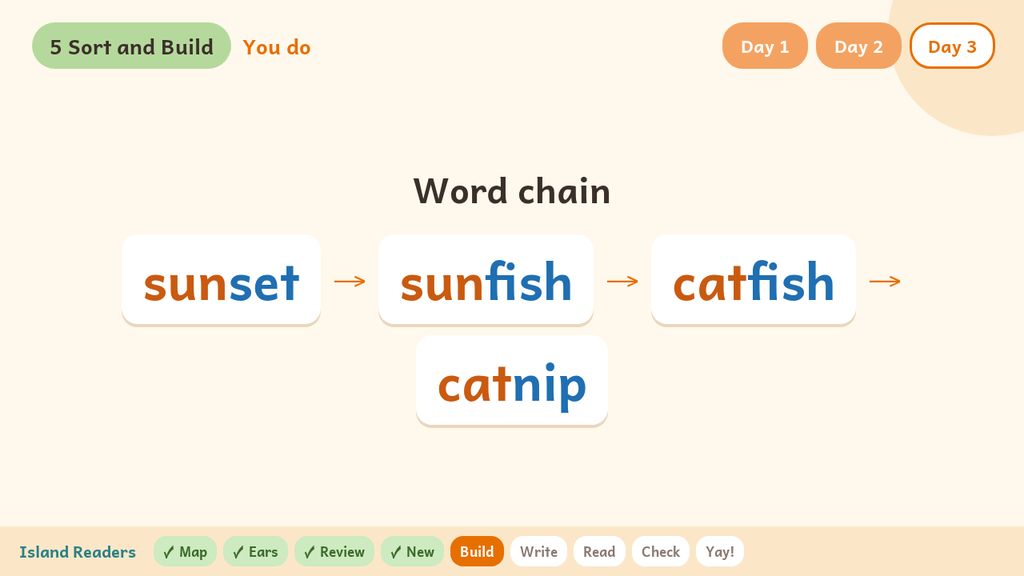 5 Sort and Build You do Day 1 Day 2 Day 3
Word chain
sunset → sunfish → catfish →
catnip
Island Readers ✓ Map ✓ Ears ✓ Review ✓ New Build Write Read Check Yay!